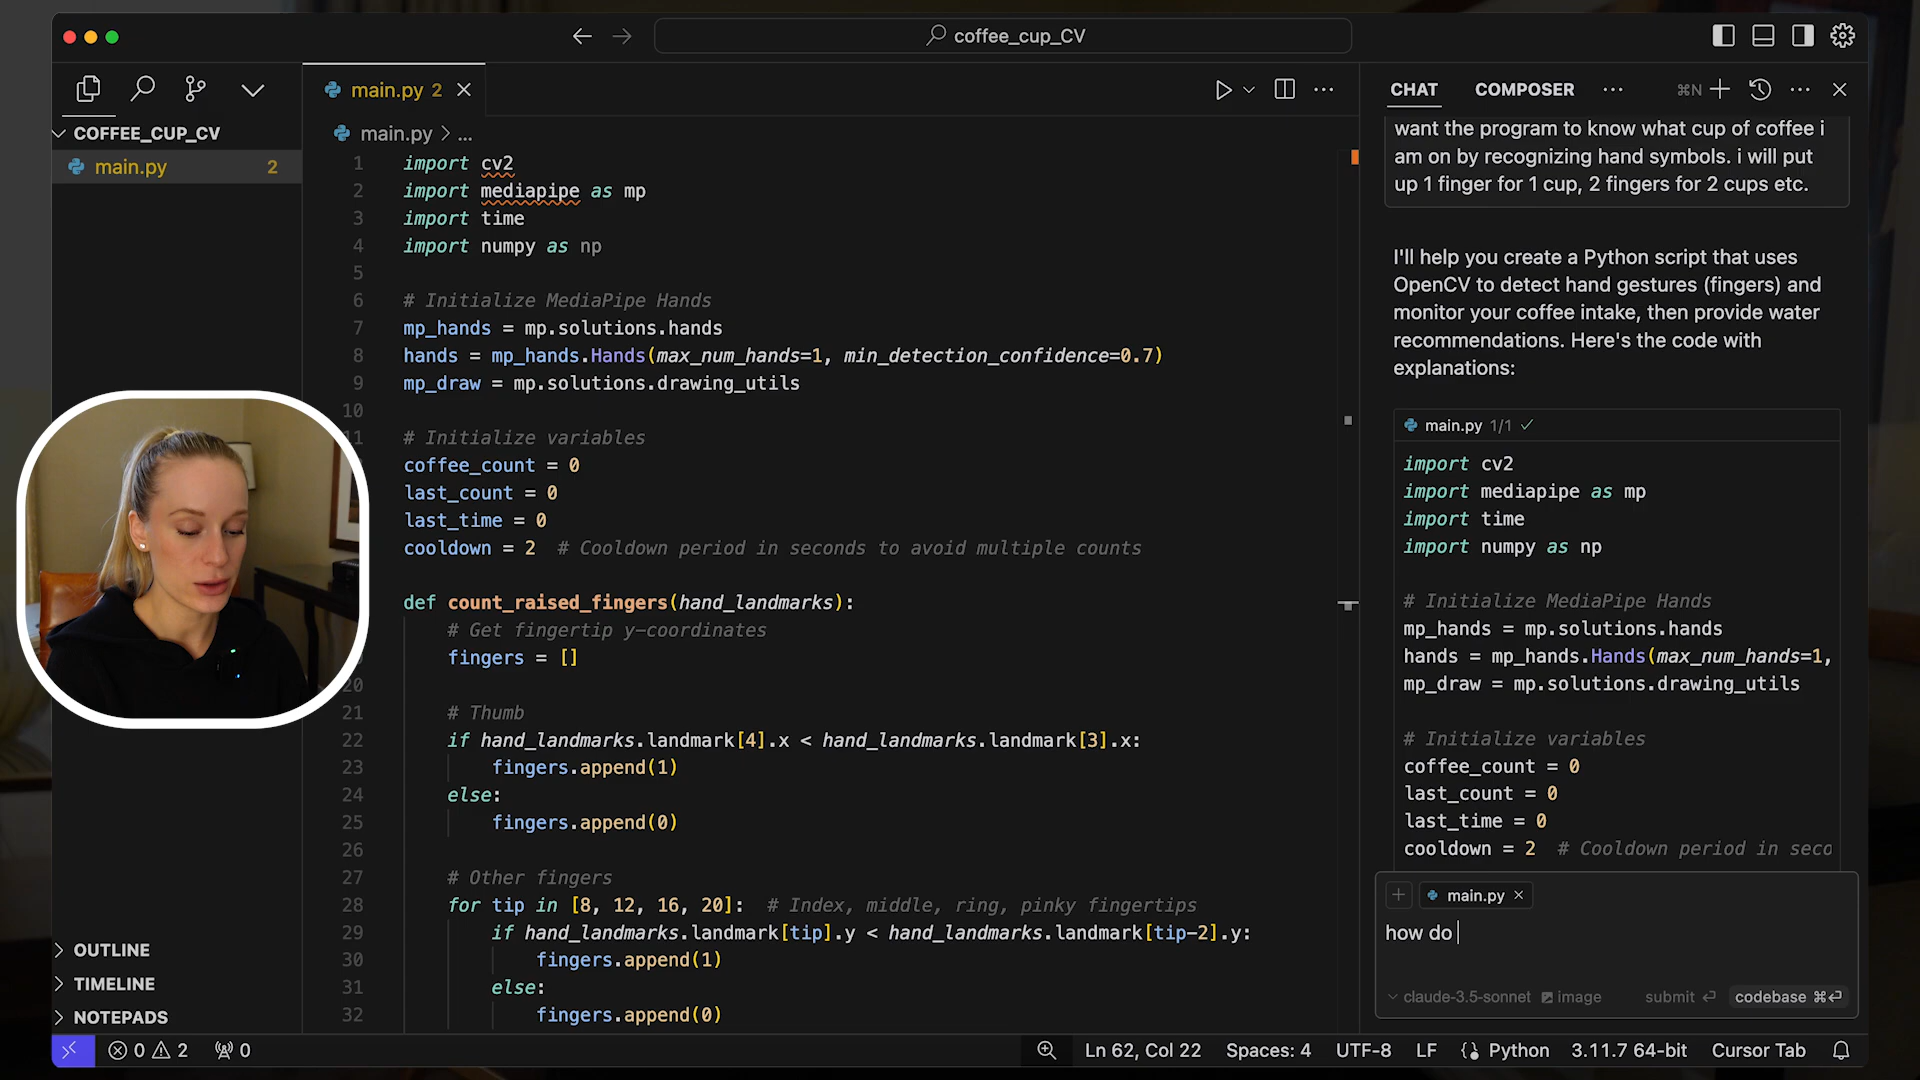 coffee_cup_CV
COFFEE_CUP_CV
main.py 2
OUTLINE
TIMELINE
NOTEPADS
main.py 2
main.py > ...
1 import cv2
2 import mediapipe as mp
3 import time
4 import numpy as np
5
6 # Initialize MediaPipe Hands
7 mp_hands = mp.solutions.hands
8 hands = mp_hands.Hands(max_num_hands=1, min_detection_confidence=0.7)
9 mp_draw = mp.solutions.drawing_utils
10
11 # Initialize variables
coffee_count = 0
last_count = 0
last_time = 0
cooldown = 2 # Cooldown period in seconds to avoid multiple counts
def count_raised_fingers(hand_landmarks):
# Get fingertip y-coordinates
fingers = []
20
21 # Thumb
22 if hand_landmarks.landmark[4].x < hand_landmarks.landmark[3].x:
23 fingers.append(1)
24 else:
25 fingers.append(0)
26
27 # Other fingers
28 for tip in [8, 12, 16, 20]: # Index, middle, ring, pinky fingertips
29 if hand_landmarks.landmark[tip].y < hand_landmarks.landmark[tip-2].y:
30 fingers.append(1)
31 else:
32 fingers.append(0)
CHAT COMPOSER ... ⌘N
want the program to know what cup of coffee i
am on by recognizing hand symbols. i will put
up 1 finger for 1 cup, 2 fingers for 2 cups etc.
I'll help you create a Python script that uses
OpenCV to detect hand gestures (fingers) and
monitor your coffee intake, then provide water
recommendations. Here's the code with
explanations:
main.py 1/1 ✓
import cv2
import mediapipe as mp
import time
import numpy as np
# Initialize MediaPipe Hands
mp_hands = mp.solutions.hands
hands = mp_hands.Hands(max_num_hands=1,
mp_draw = mp.solutions.drawing_utils
# Initialize variables
coffee_count = 0
last_count = 0
last_time = 0
cooldown = 2 # Cooldown period in seco
main.py
how do
claude-3.5-sonnet image submit ↵ codebase ⌘↵
0 2 0 Ln 62, Col 22 Spaces: 4 UTF-8 LF Python 3.11.7 64-bit Cursor Tab